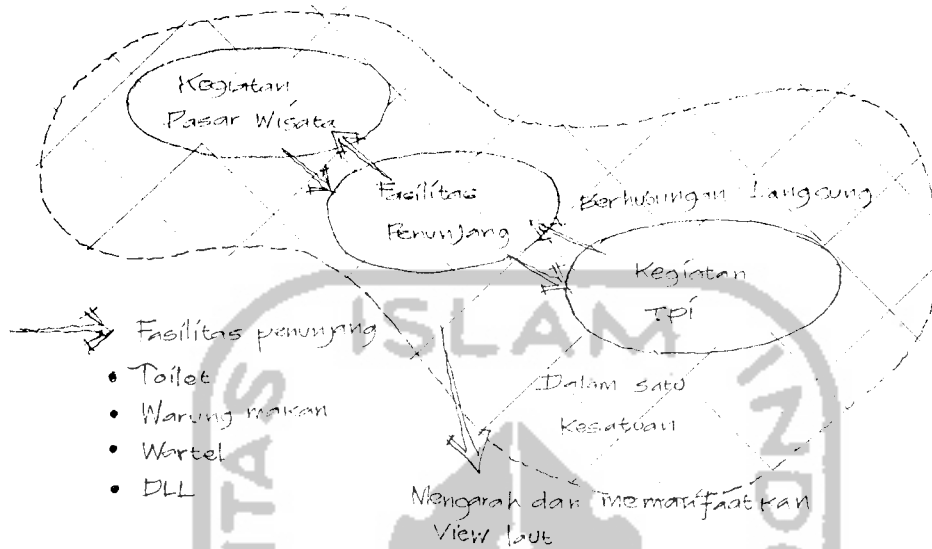 Kegiatan
Pasar Wisata
Fasilitas
Penunjang
Berhubungan Langsung
Kegiatan
TPI
Fasilitas penunjang
• Toilet
• Warung makan
• Wartel
• DLL
Dalam satu
Kesatuan
Mengarah dan memanfaatkan
View laut
ISLAM